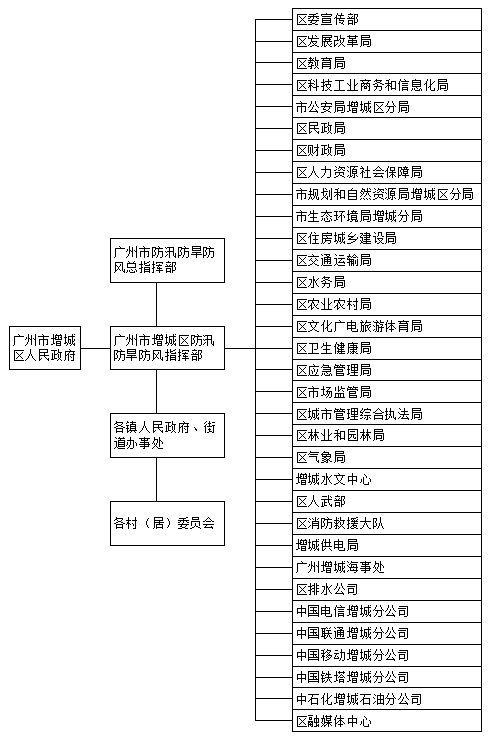 广州市增城
区人民政府
广州市防汛防旱防
风总指挥部
广州市增城区防汛
防旱防风指挥部
各镇人民政府、街
道办事处
各村（居）委员会
区委宣传部
区发展改革局
区教育局
区科技工业商务和信息化局
市公安局增城区分局
区民政局
区财政局
区人力资源社会保障局
市规划和自然资源局增城区分局
市生态环境局增城分局
区住房城乡建设局
区交通运输局
区水务局
区农业农村局
区文化广电旅游体育局
区卫生健康局
区应急管理局
区市场监管局
区城市管理综合执法局
区林业和园林局
区气象局
增城水文中心
区人武部
区消防救援大队
增城供电局
广州增城海事处
区排水公司
中国电信增城分公司
中国联通增城分公司
中国移动增城分公司
中国铁塔增城分公司
中石化增城石油分公司
区融媒体中心